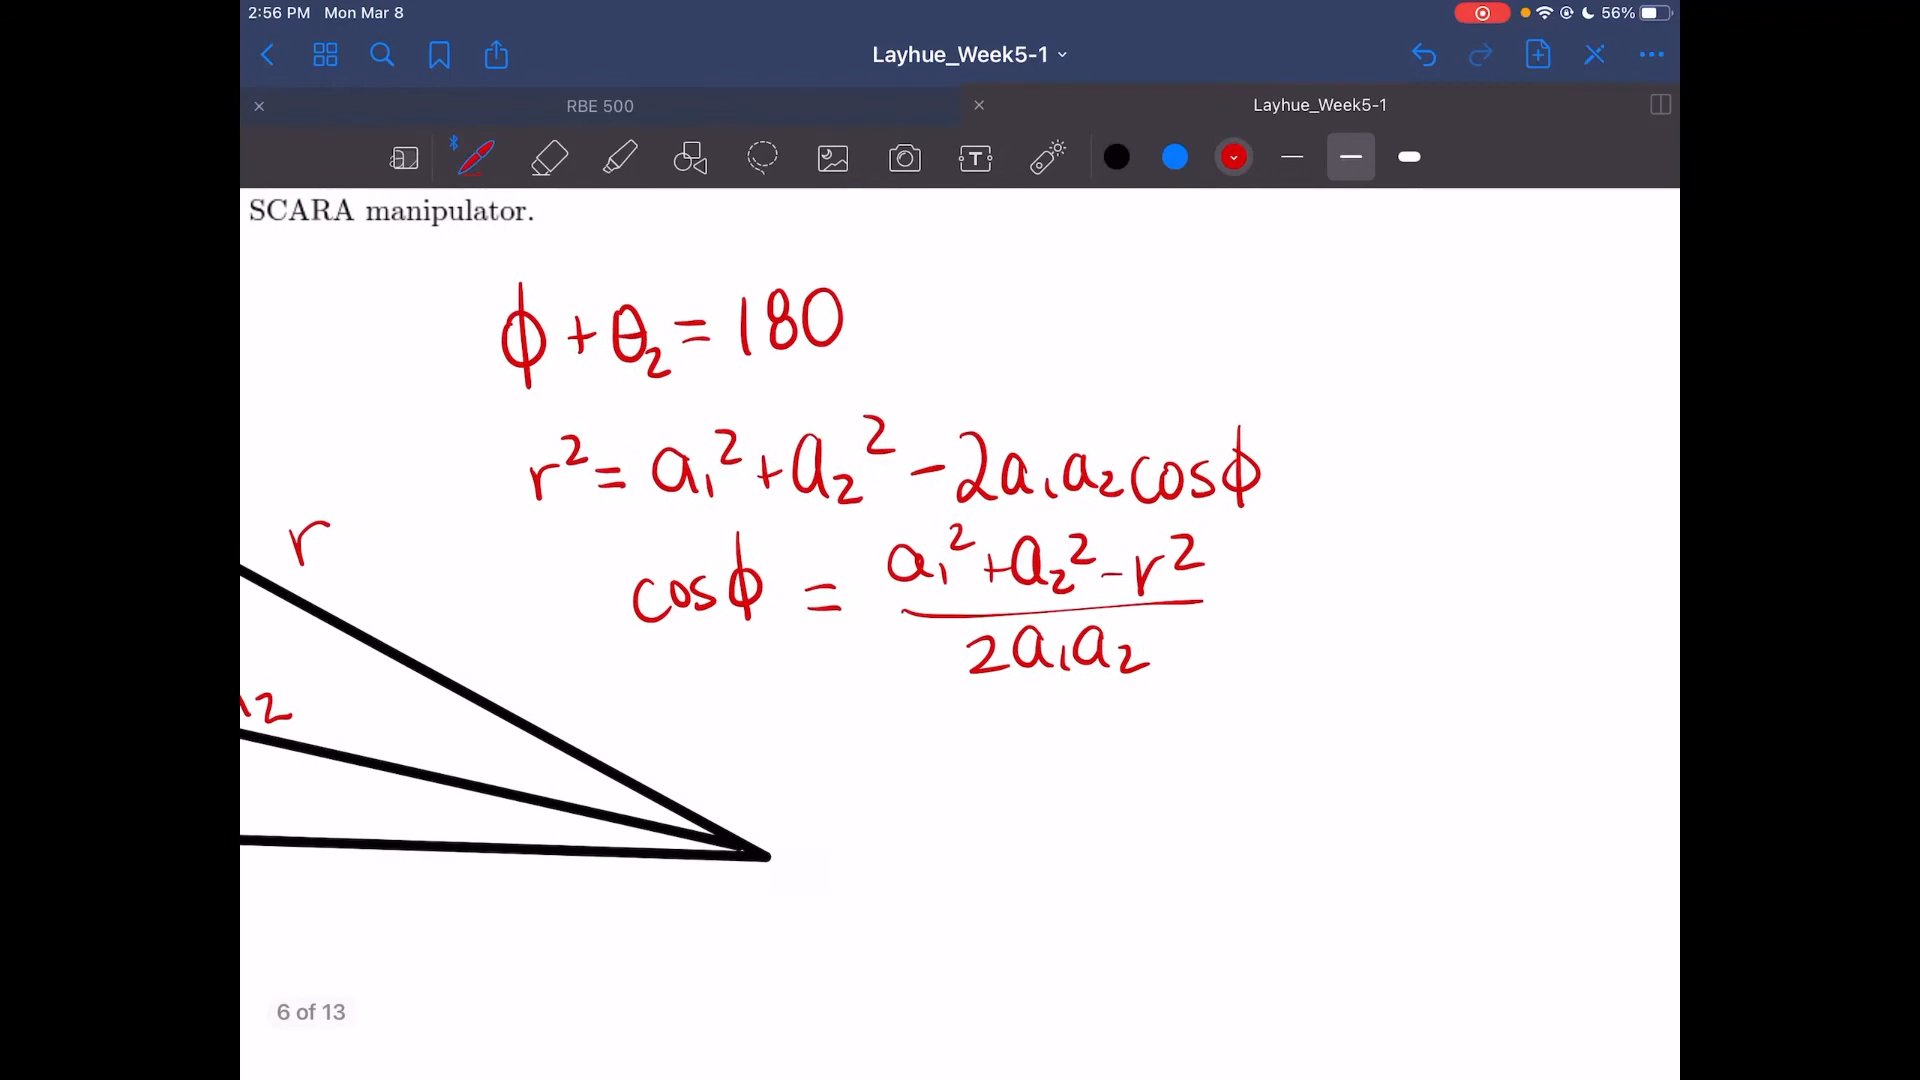 2:56 PM Mon Mar 8
56%
Layhue_Week5-1
RBE 500
Layhue_Week5-1
T
SCARA manipulator.
ϕ + θ₂ = 180
r² = a₁² + a₂² - 2a₁a₂cosϕ
r
cosϕ = (a₁² + a₂² - r²) / 2a₁a₂
2
6 of 13